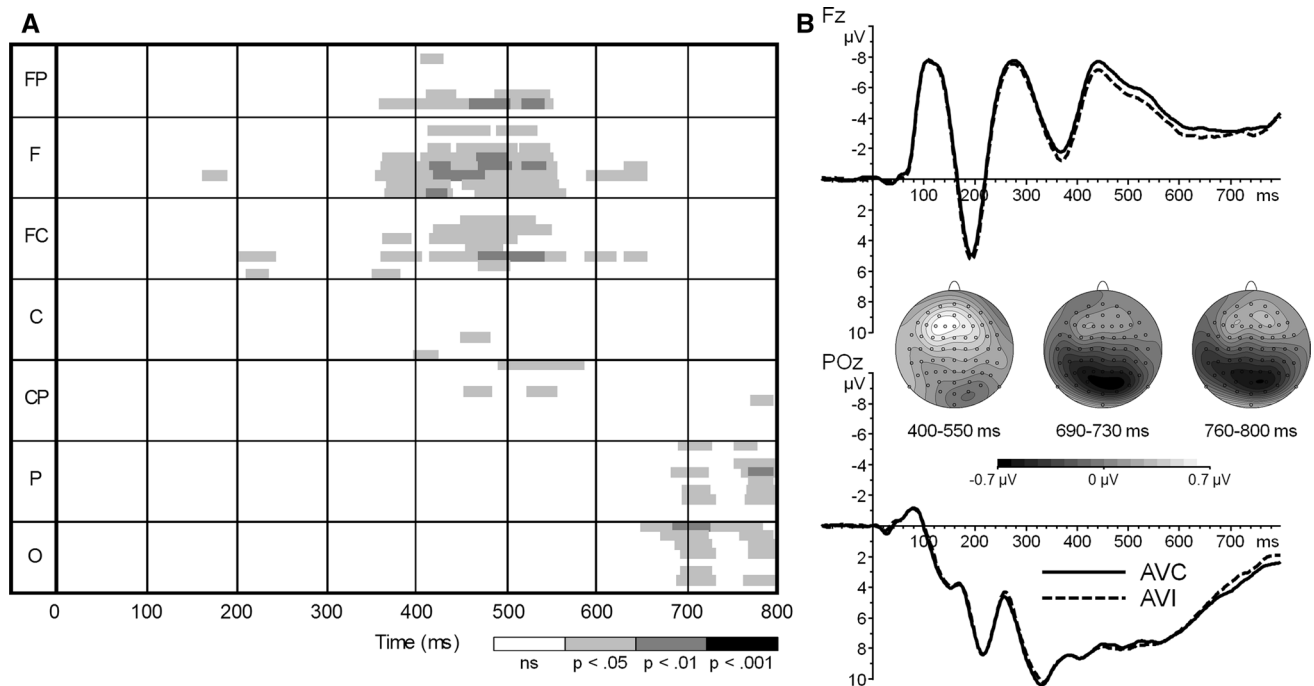 A
FP
F
FC
C
CP
P
O
0 100 200 300 400 500 600 700 800
Time (ms)
ns p < .05 p < .01 p < .001
B
Fz
µV
-8
-6
-4
-2
100 200 300 400 500 600 700 ms
2
4
6
8
10
400-550 ms 690-730 ms 760-800 ms
-0.7 µV 0 µV 0.7 µV
POz
µV
-8
-6
-4
-2
100 200 300 400 500 600 700 ms
2
4
6
8
10
AVC
AVI